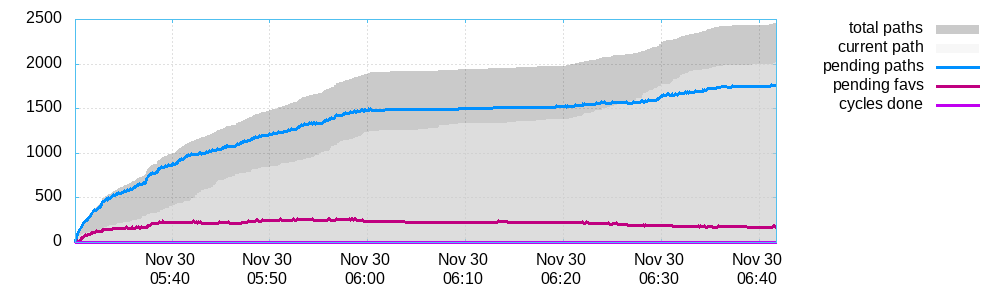 2500
2000
1500
1000
500
0
Nov 30 Nov 30 Nov 30 Nov 30 Nov 30 Nov 30 Nov 30
05:40 05:50 06:00 06:10 06:20 06:30 06:40
total paths
current path
pending paths
pending favs
cycles done